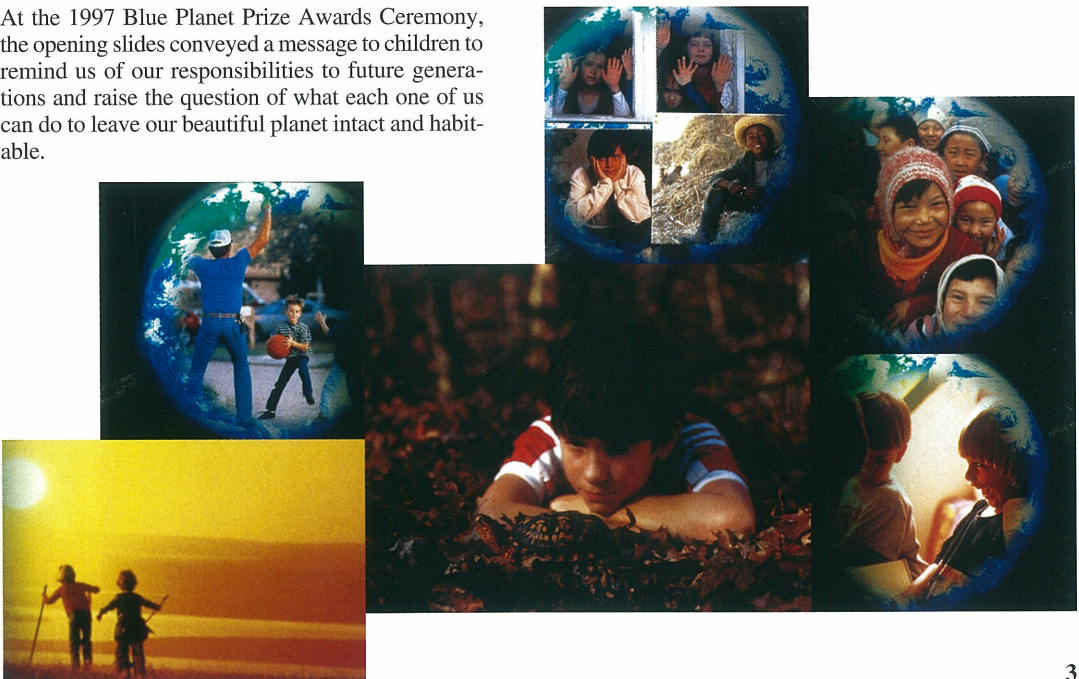 At the 1997 Blue Planet Prize Awards Ceremony,
the opening slides conveyed a message to children to
remind us of our responsibilities to future genera-
tions and raise the question of what each one of us
can do to leave our beautiful planet intact and habit-
able.
3